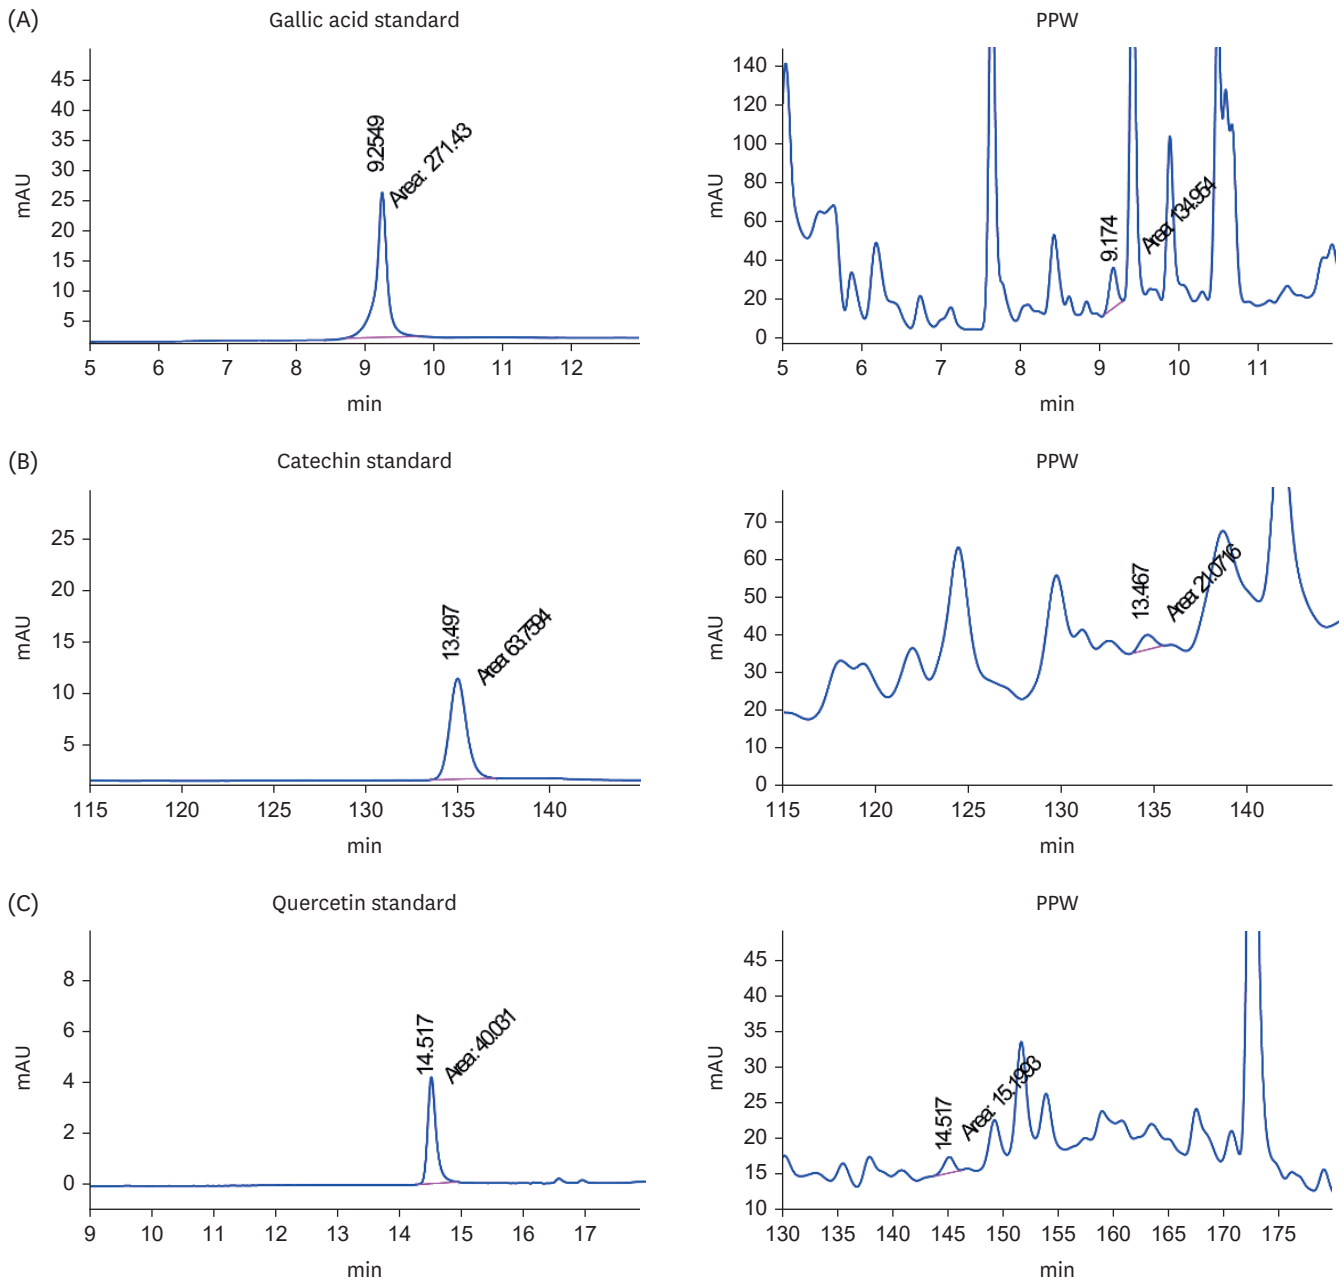 (A)
Gallic acid standard
mAU
45
40
35
30
25
20
15
10
5
9.2549
Area: 271.43
5 6 7 8 9 10 11 12
min
PPW
mAU
140
120
100
80
60
40
20
0
9.174
Area: 134.954
5 6 7 8 9 10 11
min
(B)
Catechin standard
mAU
25
20
15
10
5
13.497
Area: 63.7594
115 120 125 130 135 140
min
PPW
mAU
70
60
50
40
30
20
10
0
13.467
Area: 21.0716
115 120 125 130 135 140
min
(C)
Quercetin standard
mAU
8
6
4
2
0
14.517
Area: 40.031
9 10 11 12 13 14 15 16 17
min
PPW
mAU
45
40
35
30
25
20
15
10
14.517
Area: 15.1993
130 135 140 145 150 155 160 165 170 175
min